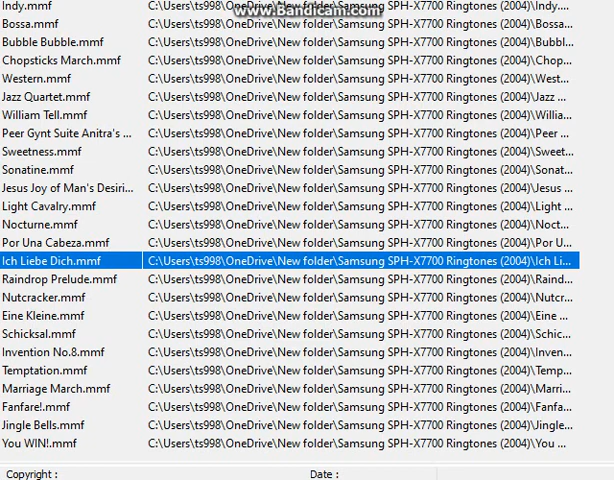 www.Bandicam.com
Indy.mmf C:\Users\ts998\OneDrive\New folder\Samsung SPH-X7700 Ringtones (2004)\Indy....
Bossa.mmf C:\Users\ts998\OneDrive\New folder\Samsung SPH-X7700 Ringtones (2004)\Bossa...
Bubble Bubble.mmf C:\Users\ts998\OneDrive\New folder\Samsung SPH-X7700 Ringtones (2004)\Bubbl...
Chopsticks March.mmf C:\Users\ts998\OneDrive\New folder\Samsung SPH-X7700 Ringtones (2004)\Chop...
Western.mmf C:\Users\ts998\OneDrive\New folder\Samsung SPH-X7700 Ringtones (2004)\West...
Jazz Quartet.mmf C:\Users\ts998\OneDrive\New folder\Samsung SPH-X7700 Ringtones (2004)\Jazz ...
William Tell.mmf C:\Users\ts998\OneDrive\New folder\Samsung SPH-X7700 Ringtones (2004)\Willia...
Peer Gynt Suite Anitra's ... C:\Users\ts998\OneDrive\New folder\Samsung SPH-X7700 Ringtones (2004)\Peer ...
Sweetness.mmf C:\Users\ts998\OneDrive\New folder\Samsung SPH-X7700 Ringtones (2004)\Sweet...
Sonatine.mmf C:\Users\ts998\OneDrive\New folder\Samsung SPH-X7700 Ringtones (2004)\Sonat...
Jesus Joy of Man's Desiri... C:\Users\ts998\OneDrive\New folder\Samsung SPH-X7700 Ringtones (2004)\Jesus ...
Light Cavalry.mmf C:\Users\ts998\OneDrive\New folder\Samsung SPH-X7700 Ringtones (2004)\Light ...
Nocturne.mmf C:\Users\ts998\OneDrive\New folder\Samsung SPH-X7700 Ringtones (2004)\Noct...
Por Una Cabeza.mmf C:\Users\ts998\OneDrive\New folder\Samsung SPH-X7700 Ringtones (2004)\Por U...
Ich Liebe Dich.mmf C:\Users\ts998\OneDrive\New folder\Samsung SPH-X7700 Ringtones (2004)\Ich Li...
Raindrop Prelude.mmf C:\Users\ts998\OneDrive\New folder\Samsung SPH-X7700 Ringtones (2004)\Raind...
Nutcracker.mmf C:\Users\ts998\OneDrive\New folder\Samsung SPH-X7700 Ringtones (2004)\Nutcr...
Eine Kleine.mmf C:\Users\ts998\OneDrive\New folder\Samsung SPH-X7700 Ringtones (2004)\Eine ...
Schicksal.mmf C:\Users\ts998\OneDrive\New folder\Samsung SPH-X7700 Ringtones (2004)\Schic...
Invention No.8.mmf C:\Users\ts998\OneDrive\New folder\Samsung SPH-X7700 Ringtones (2004)\Inven...
Temptation.mmf C:\Users\ts998\OneDrive\New folder\Samsung SPH-X7700 Ringtones (2004)\Temp...
Marriage March.mmf C:\Users\ts998\OneDrive\New folder\Samsung SPH-X7700 Ringtones (2004)\Marri...
Fanfare!.mmf C:\Users\ts998\OneDrive\New folder\Samsung SPH-X7700 Ringtones (2004)\Fanfa...
Jingle Bells.mmf C:\Users\ts998\OneDrive\New folder\Samsung SPH-X7700 Ringtones (2004)\Jingle...
You WIN!.mmf C:\Users\ts998\OneDrive\New folder\Samsung SPH-X7700 Ringtones (2004)\You ...
Copyright : Date :